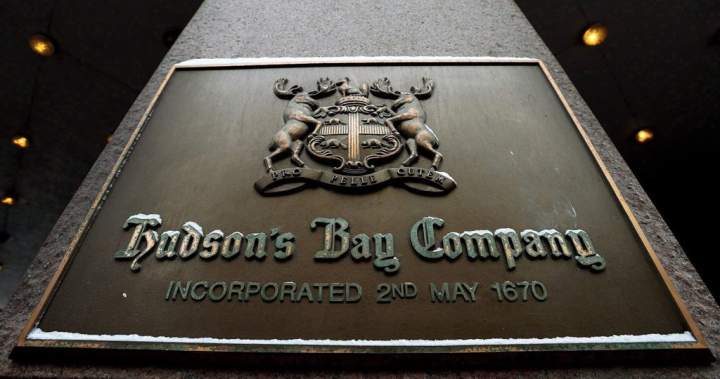 PRO PELLE CUTEM
Hudson's Bay Company
INCORPORATED 2ND MAY 1670